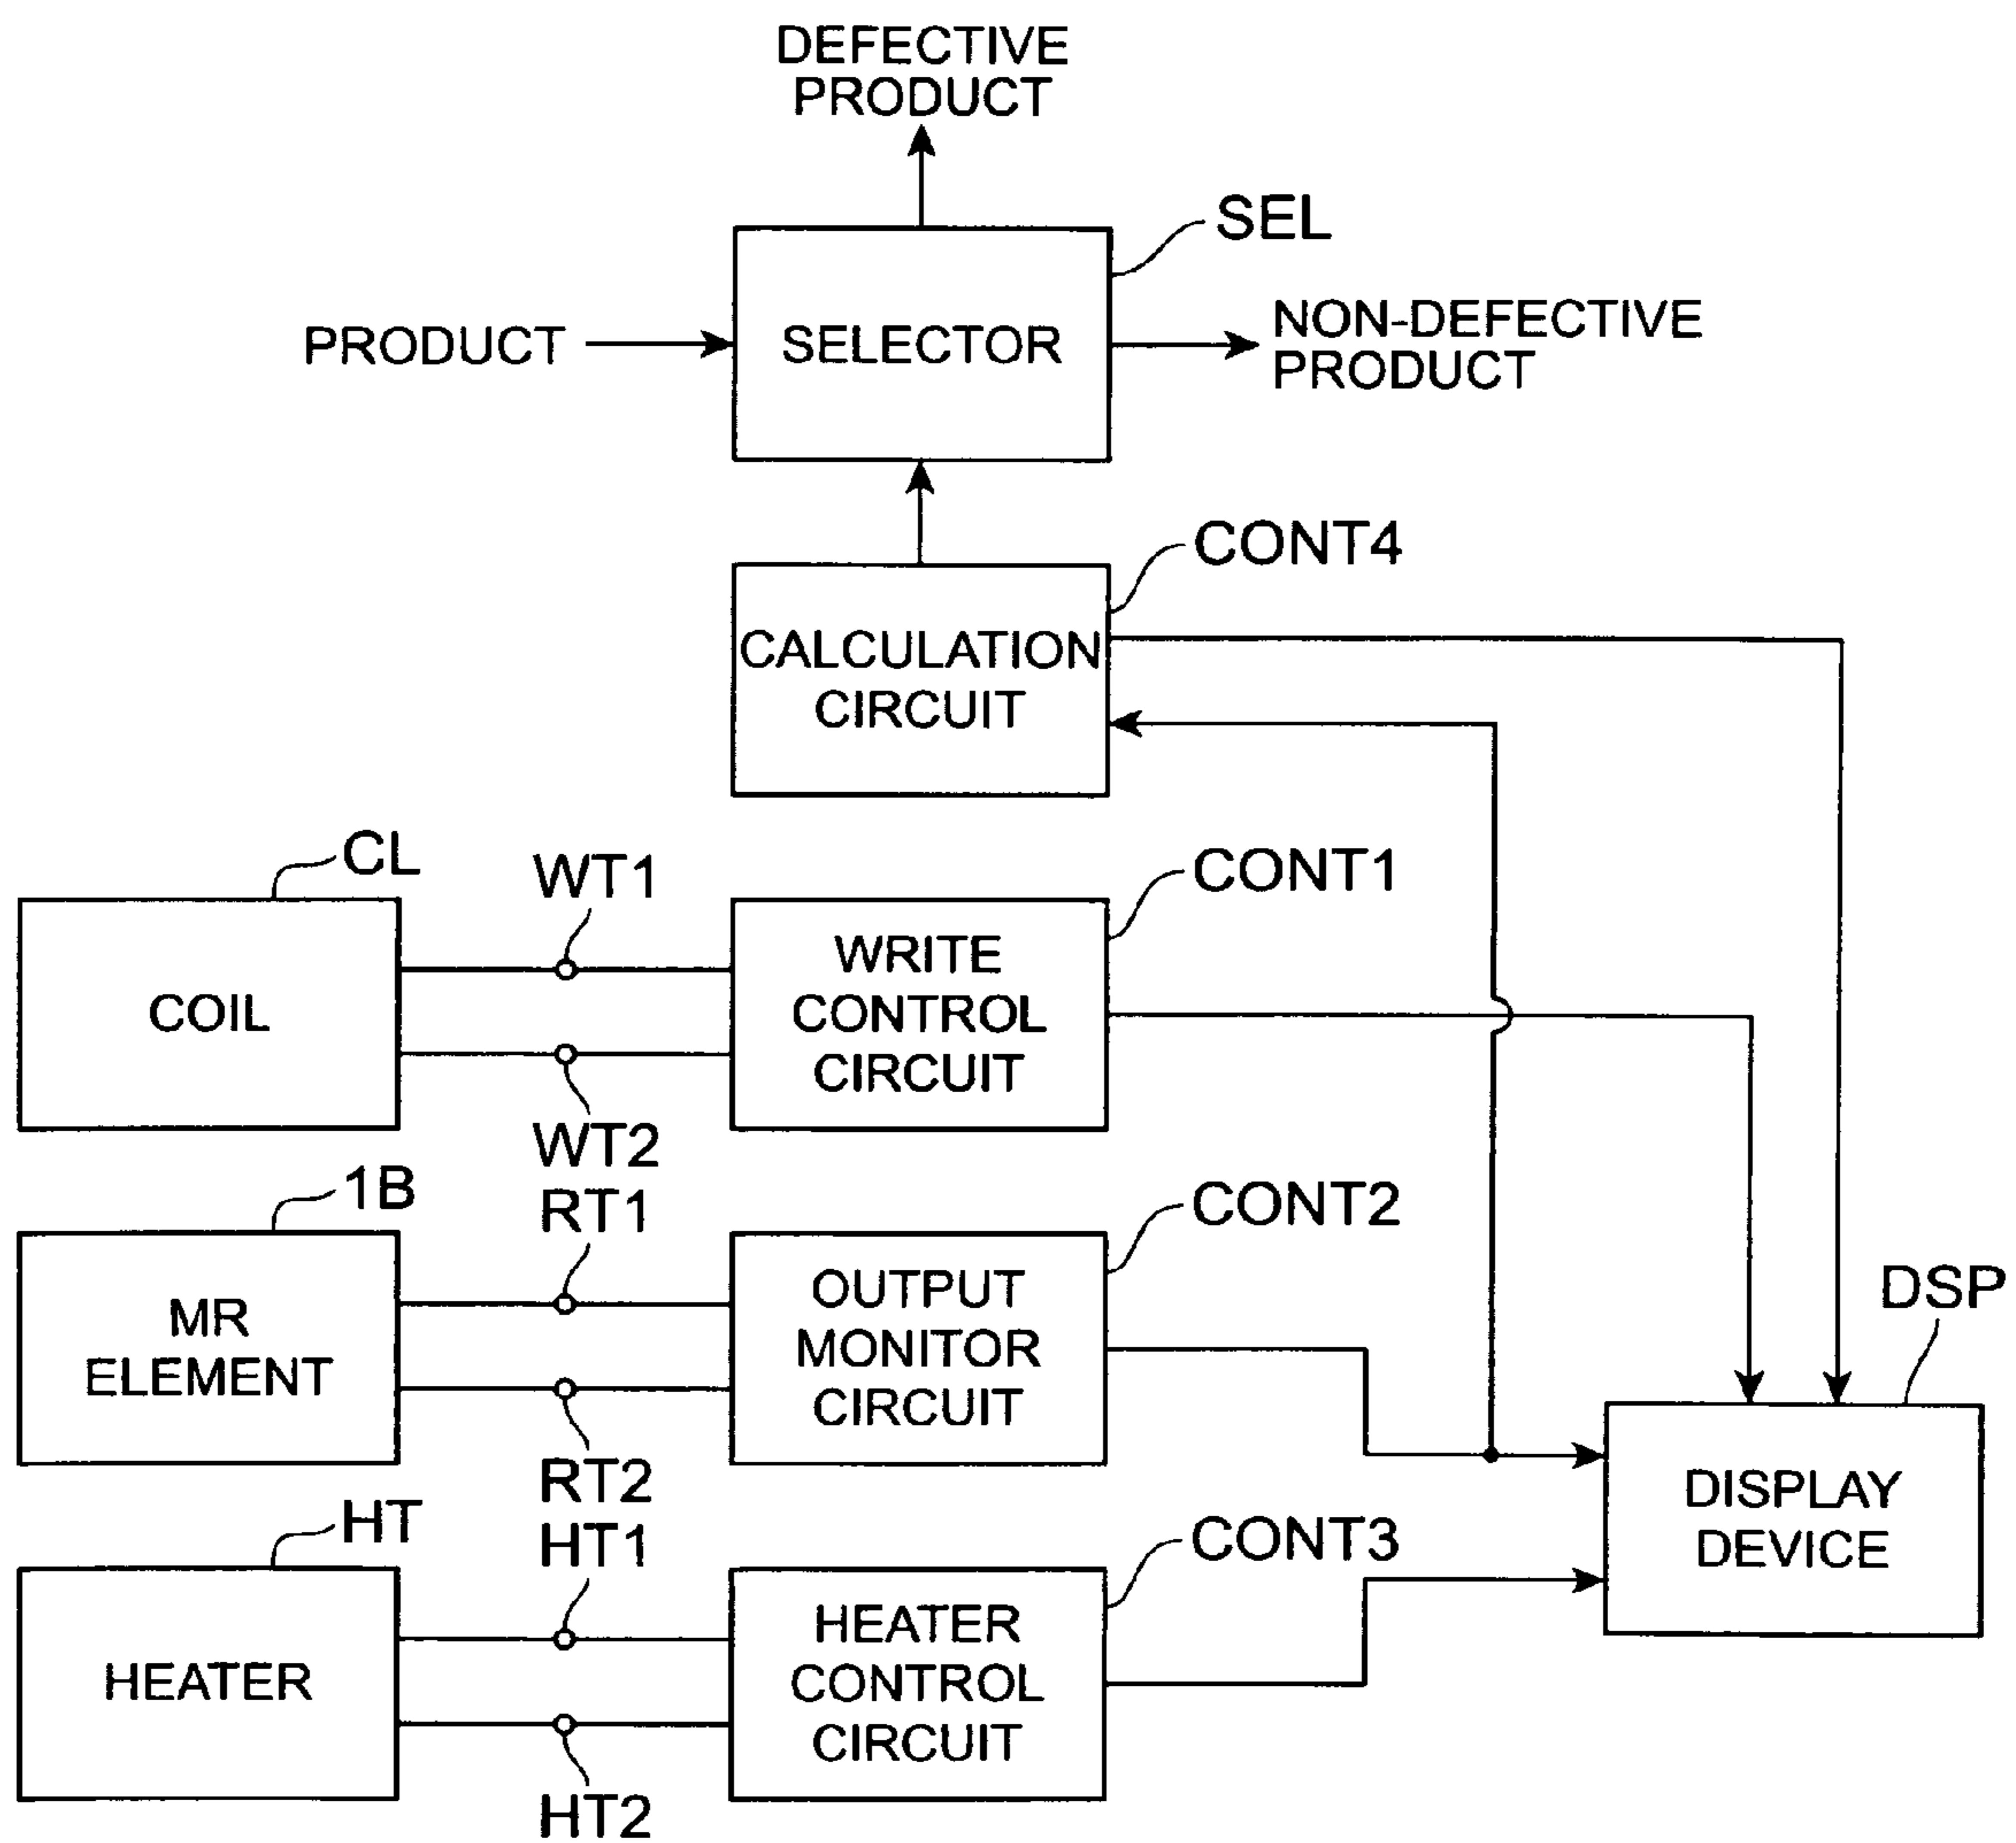 DEFECTIVE
PRODUCT
SEL
PRODUCT
SELECTOR
NON-DEFECTIVE
PRODUCT
CONT4
CALCULATION
CIRCUIT
CL
WT1
CONT1
COIL
WRITE
CONTROL
CIRCUIT
WT2
1B
RT1
CONT2
MR
ELEMENT
OUTPUT
MONITOR
CIRCUIT
DSP
RT2
HT
HT1
CONT3
DISPLAY
DEVICE
HEATER
HEATER
CONTROL
CIRCUIT
HT2